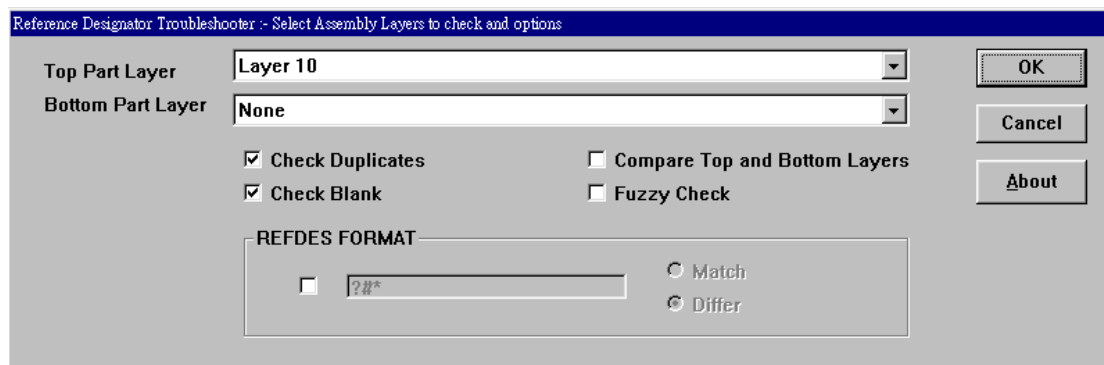 Reference Designator Troubleshooter :- Select Assembly Layers to check and options
Top Part Layer
Layer 10
OK
Bottom Part Layer
None
Cancel
Check Duplicates
Compare Top and Bottom Layers
Check Blank
Fuzzy Check
About
REFDES FORMAT
?#*
Match
Differ